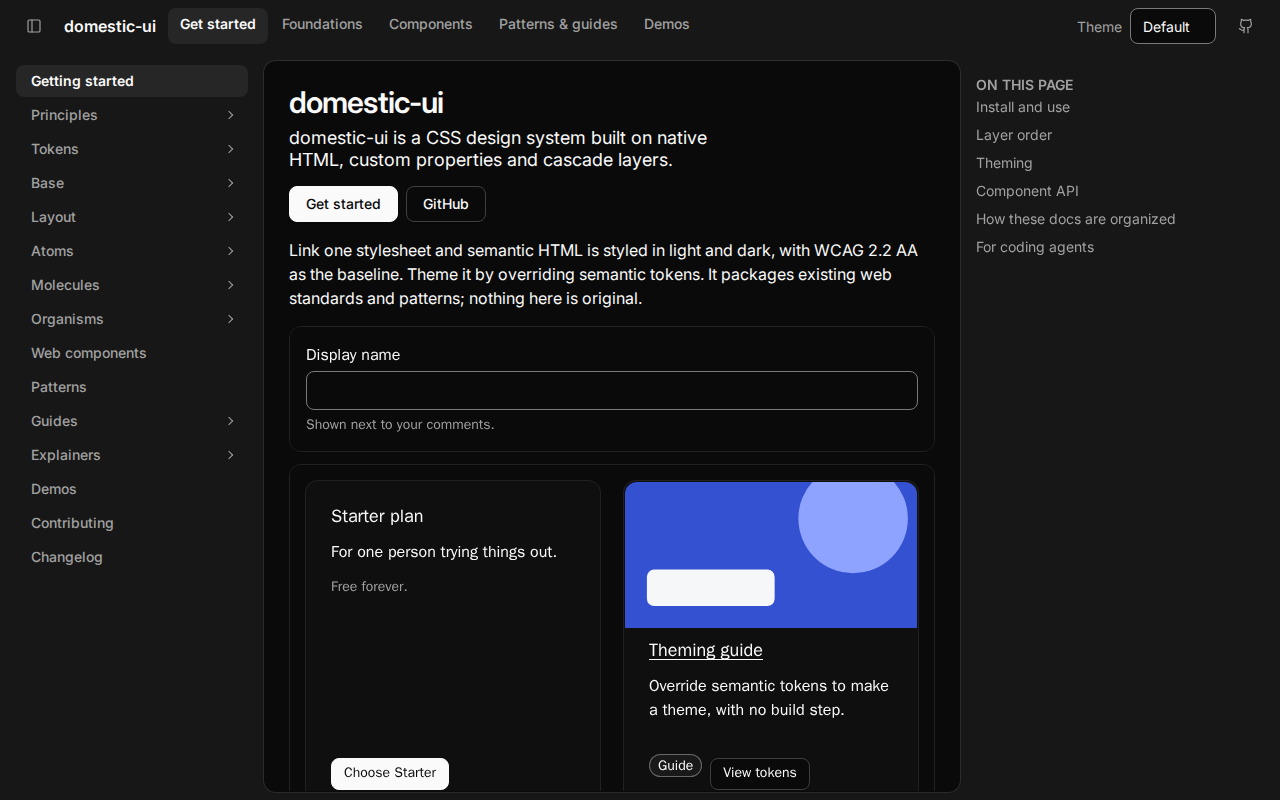 domestic-ui
Get started
Foundations
Components
Patterns & guides
Demos
Theme
Default
Getting started
Principles
Tokens
Base
Layout
Atoms
Molecules
Organisms
Web components
Patterns
Guides
Explainers
Demos
Contributing
Changelog
domestic-ui
domestic-ui is a CSS design system built on native
HTML, custom properties and cascade layers.
Get started
GitHub
Link one stylesheet and semantic HTML is styled in light and dark, with WCAG 2.2 AA
as the baseline. Theme it by overriding semantic tokens. It packages existing web
standards and patterns; nothing here is original.
Display name
Shown next to your comments.
Starter plan
For one person trying things out.
Free forever.
Choose Starter
Theming guide
Override semantic tokens to make
a theme, with no build step.
Guide
View tokens
ON THIS PAGE
Install and use
Layer order
Theming
Component API
How these docs are organized
For coding agents